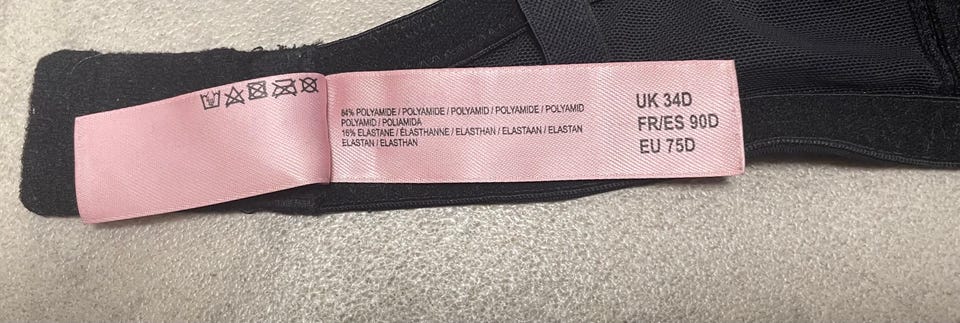 84% POLYAMIDE / POLYAMIDE / POLYAMID / POLYAMIDE / POLYAMID
POLYAMID / POLIAMIDA
16% ELASTANE / ÉLASTHANNE / ELASTHAN / ELASTAAN / ELASTAN
ELASTAN / ELASTHAN
UK 34D
FR/ES 90D
EU 75D